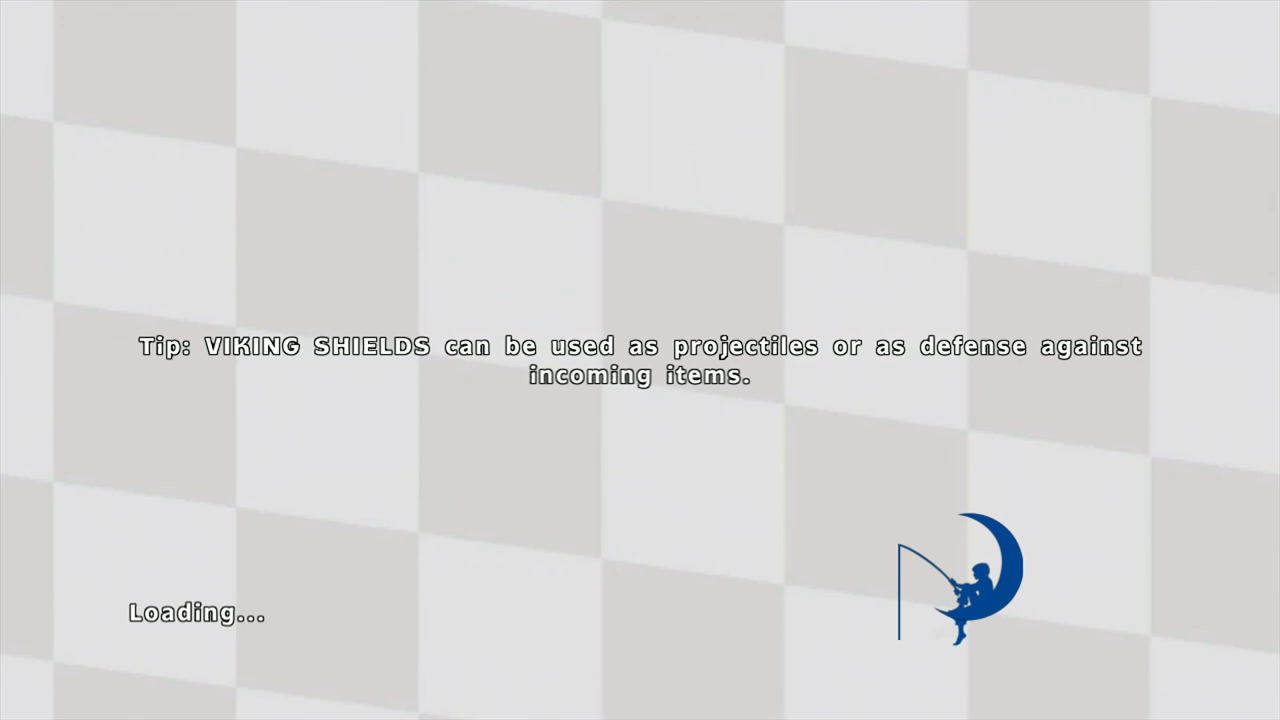 Tip: VIKING SHIELDS can be used as projectiles or as defense against
incoming items.
Loading...